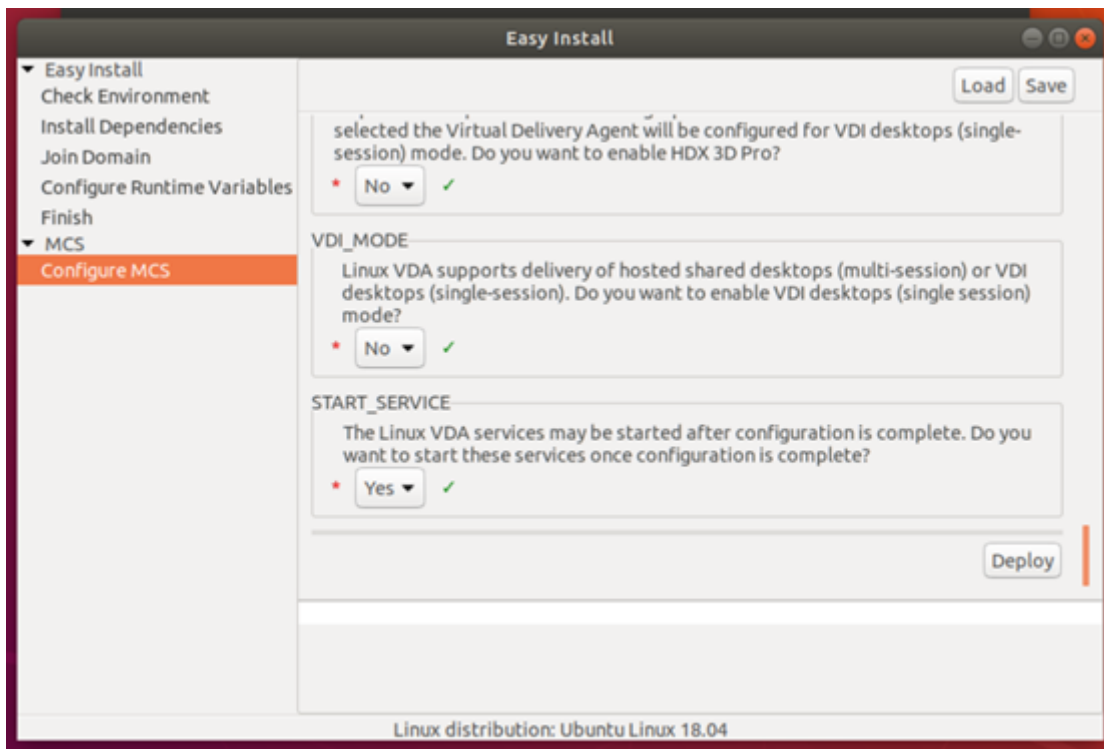 Easy Install
Load Save
Easy Install
Check Environment
Install Dependencies
Join Domain
Configure Runtime Variables
Finish
MCS
Configure MCS
selected the Virtual Delivery Agent will be configured for VDI desktops (single-
session) mode. Do you want to enable HDX 3D Pro?
* No ✓
VDI_MODE
Linux VDA supports delivery of hosted shared desktops (multi-session) or VDI
desktops (single-session). Do you want to enable VDI desktops (single session)
mode?
* No ✓
START_SERVICE
The Linux VDA services may be started after configuration is complete. Do you
want to start these services once configuration is complete?
* Yes ✓
Deploy
Linux distribution: Ubuntu Linux 18.04